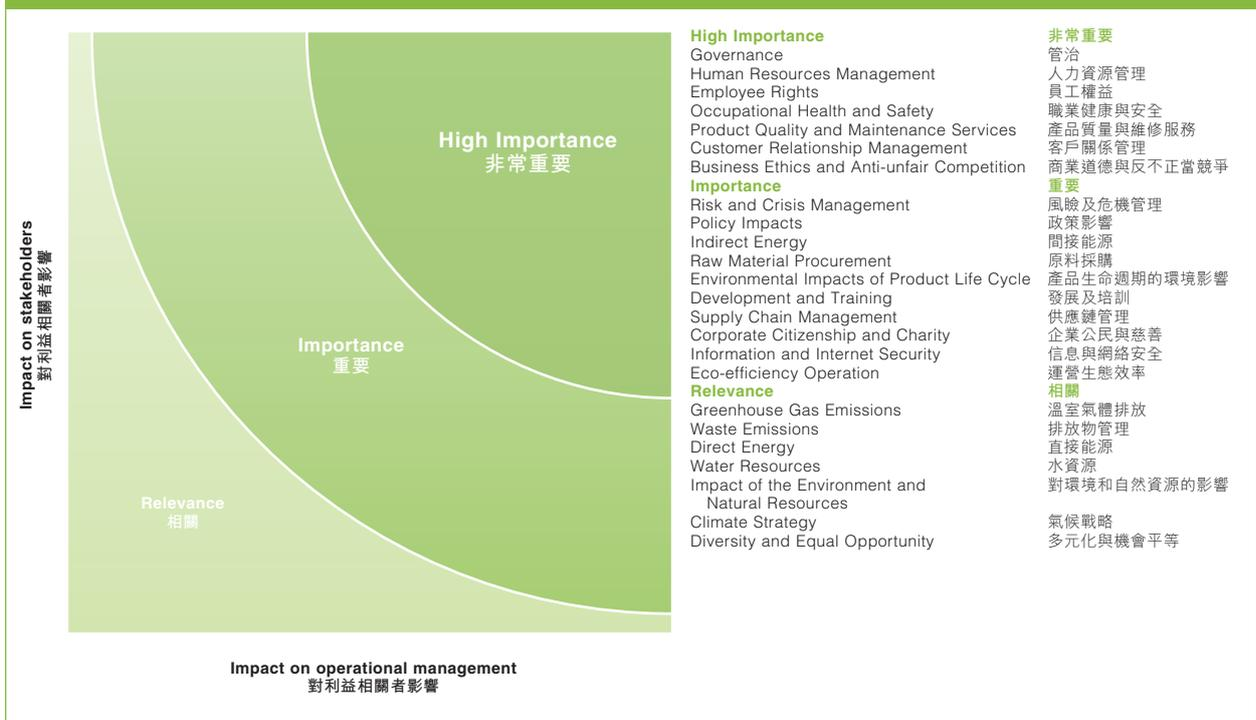 High Importance
非常重要
Importance
重要
Relevance
相關
Impact on stakeholders
對利益相關者影響
Impact on operational management
對利益相關者影響
High Importance 非常重要
Governance 管治
Human Resources Management 人力資源管理
Employee Rights 員工權益
Occupational Health and Safety 職業健康與安全
Product Quality and Maintenance Services 產品質量與維修服務
Customer Relationship Management 客戶關係管理
Business Ethics and Anti-unfair Competition 商業道德與反不正當競爭
Importance 重要
Risk and Crisis Management 風險及危機管理
Policy Impacts 政策影響
Indirect Energy 間接能源
Raw Material Procurement 原料採購
Environmental Impacts of Product Life Cycle 產品生命週期的環境影響
Development and Training 發展及培訓
Supply Chain Management 供應鏈管理
Corporate Citizenship and Charity 企業公民與慈善
Information and Internet Security 信息與網絡安全
Eco-efficiency Operation 運營生態效率
Relevance 相關
Greenhouse Gas Emissions 溫室氣體排放
Waste Emissions 排放物管理
Direct Energy 直接能源
Water Resources 水資源
Impact of the Environment and 對環境和自然資源的影響
Natural Resources
Climate Strategy 氣候戰略
Diversity and Equal Opportunity 多元化與機會平等